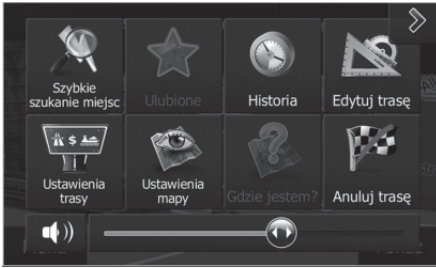 Szybkie
szukanie miejsc
Ulubione
Historia
Edytuj trasę
Ustawienia
trasy
Ustawienia
mapy
Gdzie jestem?
Anuluj trasę